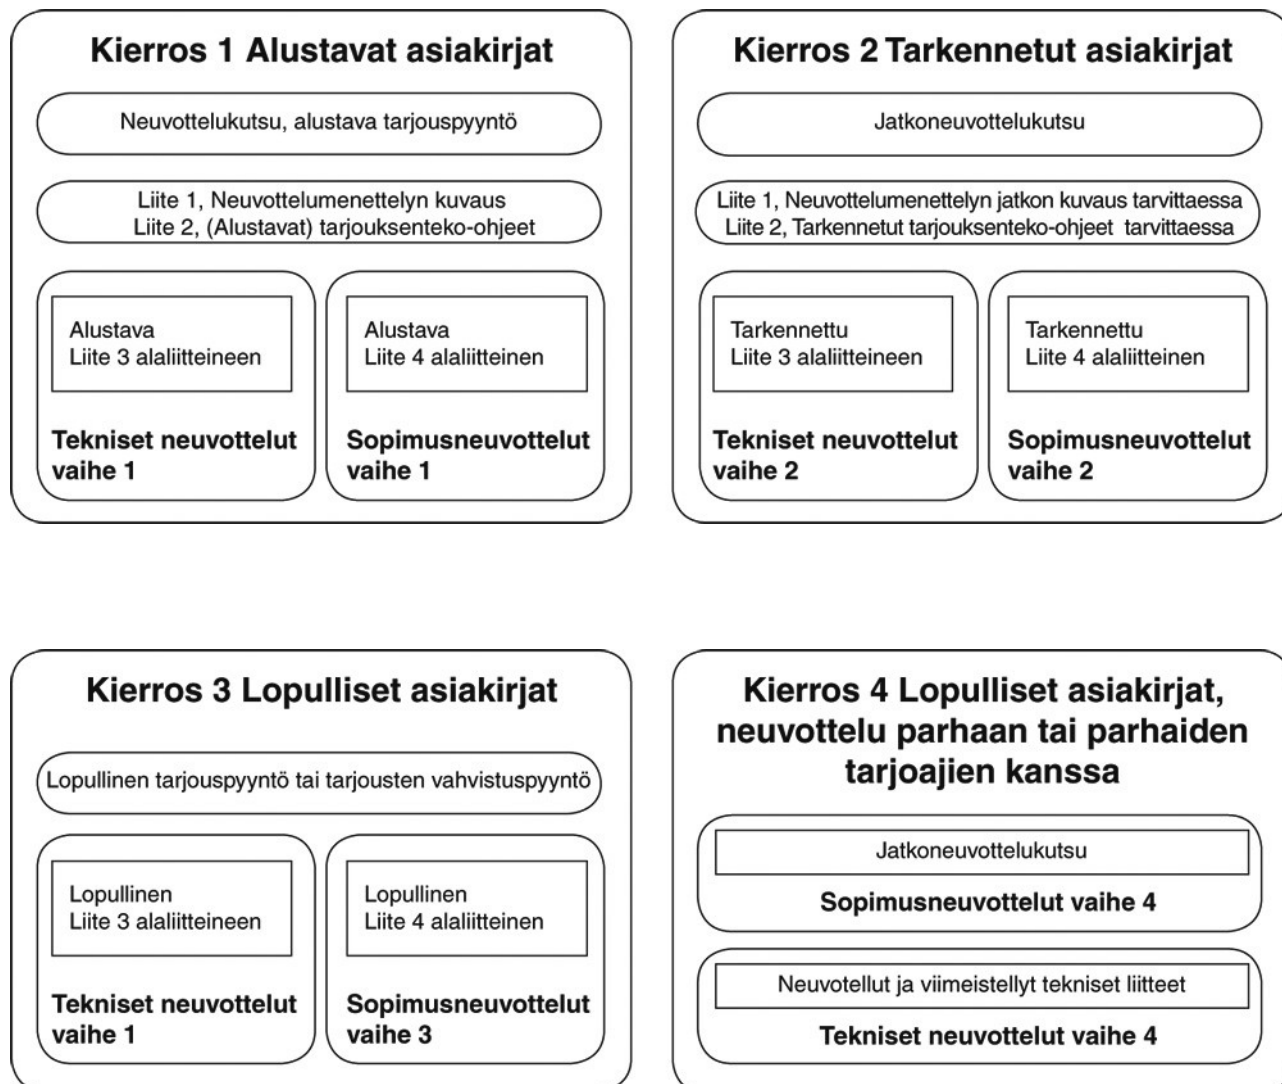 Kierros 1 Alustavat asiakirjat
Neuvottelukutsu, alustava tarjouspyyntö
Liite 1, Neuvottelumenettelyn kuvaus
Liite 2, (Alustavat) tarjouksenteko-ohjeet
Alustava
Liite 3 alaliitteineen
Tekniset neuvottelut
vaihe 1
Alustava
Liite 4 alaliitteinen
Sopimusneuvottelut
vaihe 1
Kierros 2 Tarkennetut asiakirjat
Jatkoneuvottelukutsu
Liite 1, Neuvottelumenettelyn jatkon kuvaus tarvittaessa
Liite 2, Tarkennetut tarjouksenteko-ohjeet tarvittaessa
Tarkennettu
Liite 3 alaliitteineen
Tekniset neuvottelut
vaihe 2
Tarkennettu
Liite 4 alaliitteinen
Sopimusneuvottelut
vaihe 2
Kierros 3 Lopulliset asiakirjat
Lopullinen tarjouspyyntö tai tarjousten vahvistuspyyntö
Lopullinen
Liite 3 alaliitteineen
Tekniset neuvottelut
vaihe 1
Lopullinen
Liite 4 alaliitteinen
Sopimusneuvottelut
vaihe 3
Kierros 4 Lopulliset asiakirjat,
neuvottelu parhaan tai parhaiden
tarjoajien kanssa
Jatkoneuvottelukutsu
Sopimusneuvottelut vaihe 4
Neuvotellut ja viimeistellyt tekniset liitteet
Tekniset neuvottelut vaihe 4